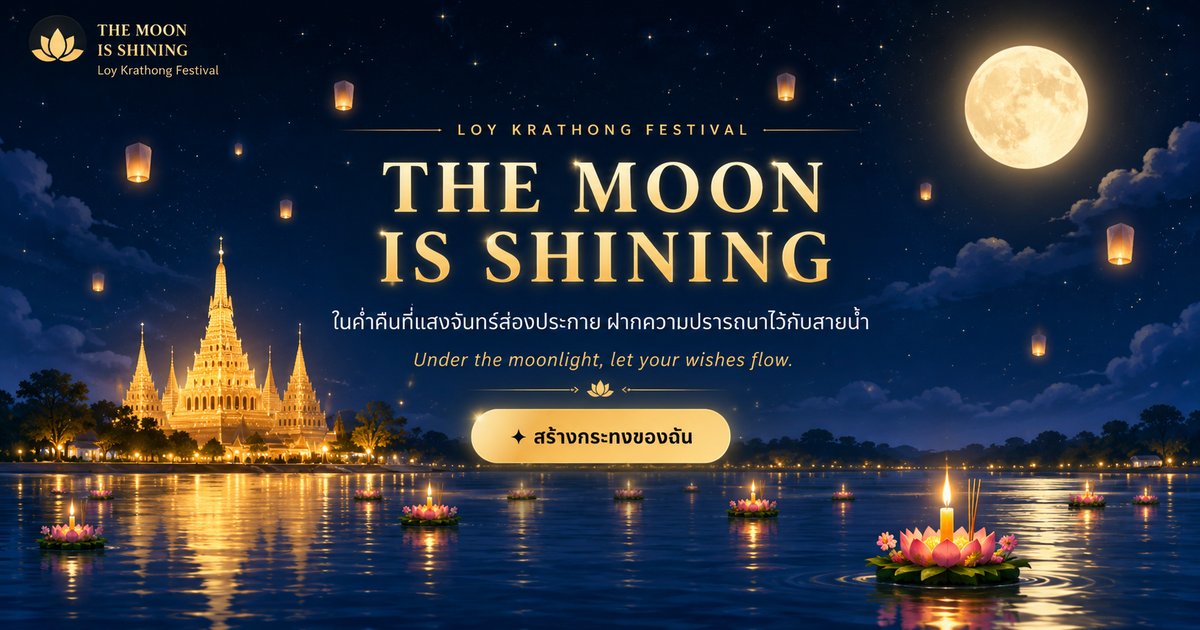 THE MOON
IS SHINING
Loy Krathong Festival
LOY KRATHONG FESTIVAL
THE MOON
IS SHINING
ในค่ำคืนที่แสงจันทร์ส่องประกาย ฝากความปรารถนาไว้กับสายน้ำ
Under the moonlight, let your wishes flow.
สร้างกระทงของฉัน